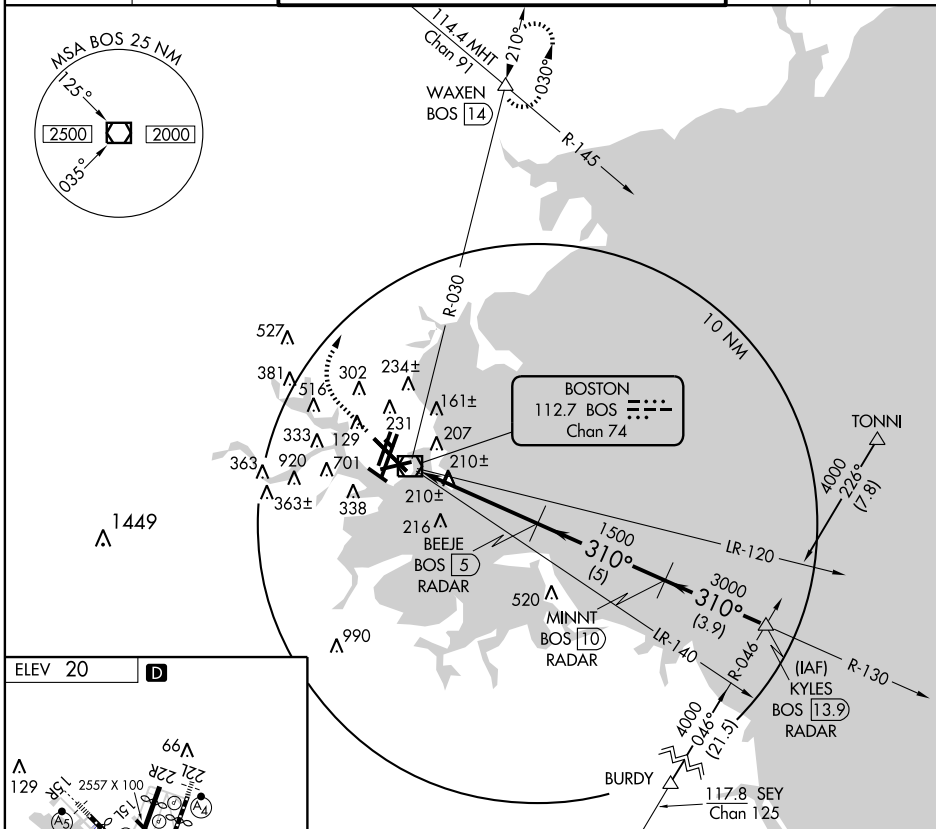 MSA BOS 25 NM
125°
2500
2000
035°
114.4 MHT
Chan 91
210°
030°
WAXEN
BOS 14
R-145
R-030
10 NM
527
381
516
302
234±
161±
231
333
129
207
363
920
701
210±
363±
338
210±
216
1449
BOSTON
112.7 BOS
Chan 74
TONNI
4000
226°
(7.8)
BEEJE
BOS 5
RADAR
1500
310°
(5)
LR-120
3000
310°
(3.9)
520
MINNT
BOS 10
RADAR
LR-140
R-046
(IAF)
KYLES
BOS 13.9
RADAR
R-130
990
4000
046°
(21.5)
BURDY
117.8 SEY
Chan 125
ELEV 20
D
129
66
15R
2557 X 100
15L
22R
22L
P
P
A4
A5